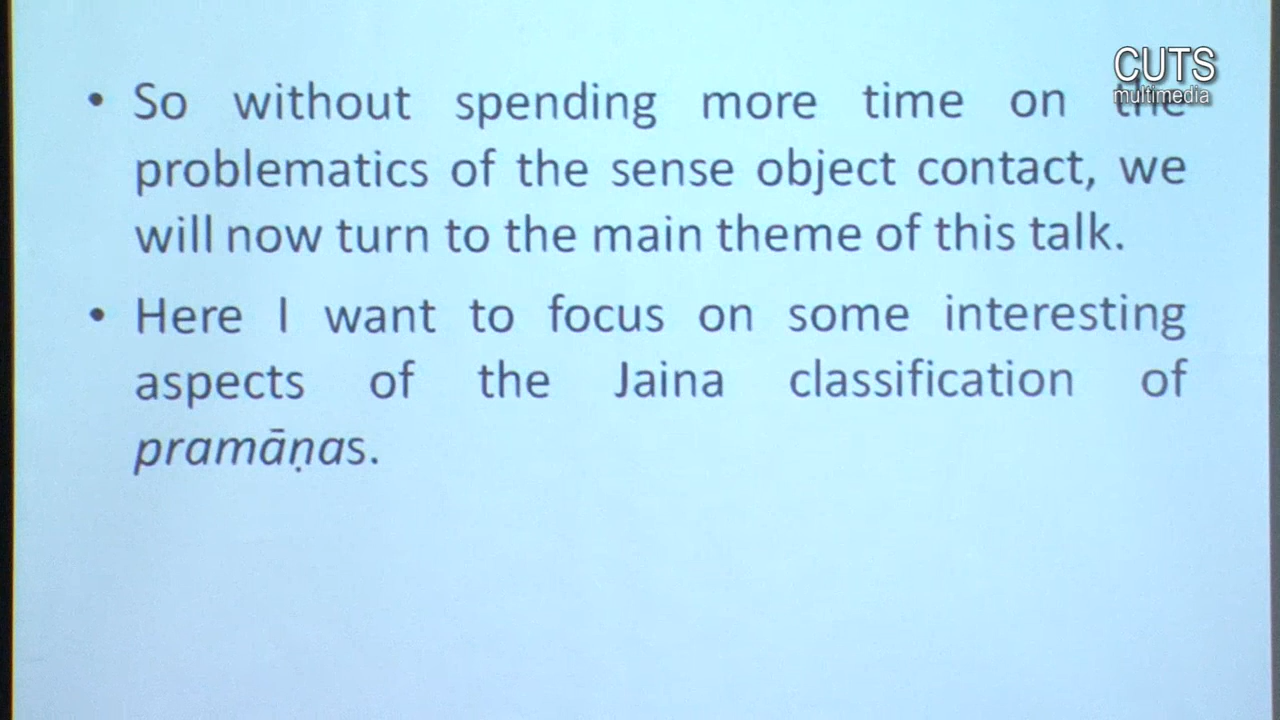 CUTS
multimedia
• So without spending more time on the
problematics of the sense object contact, we
will now turn to the main theme of this talk.
• Here I want to focus on some interesting
aspects of the Jaina classification of
pramāṇas.